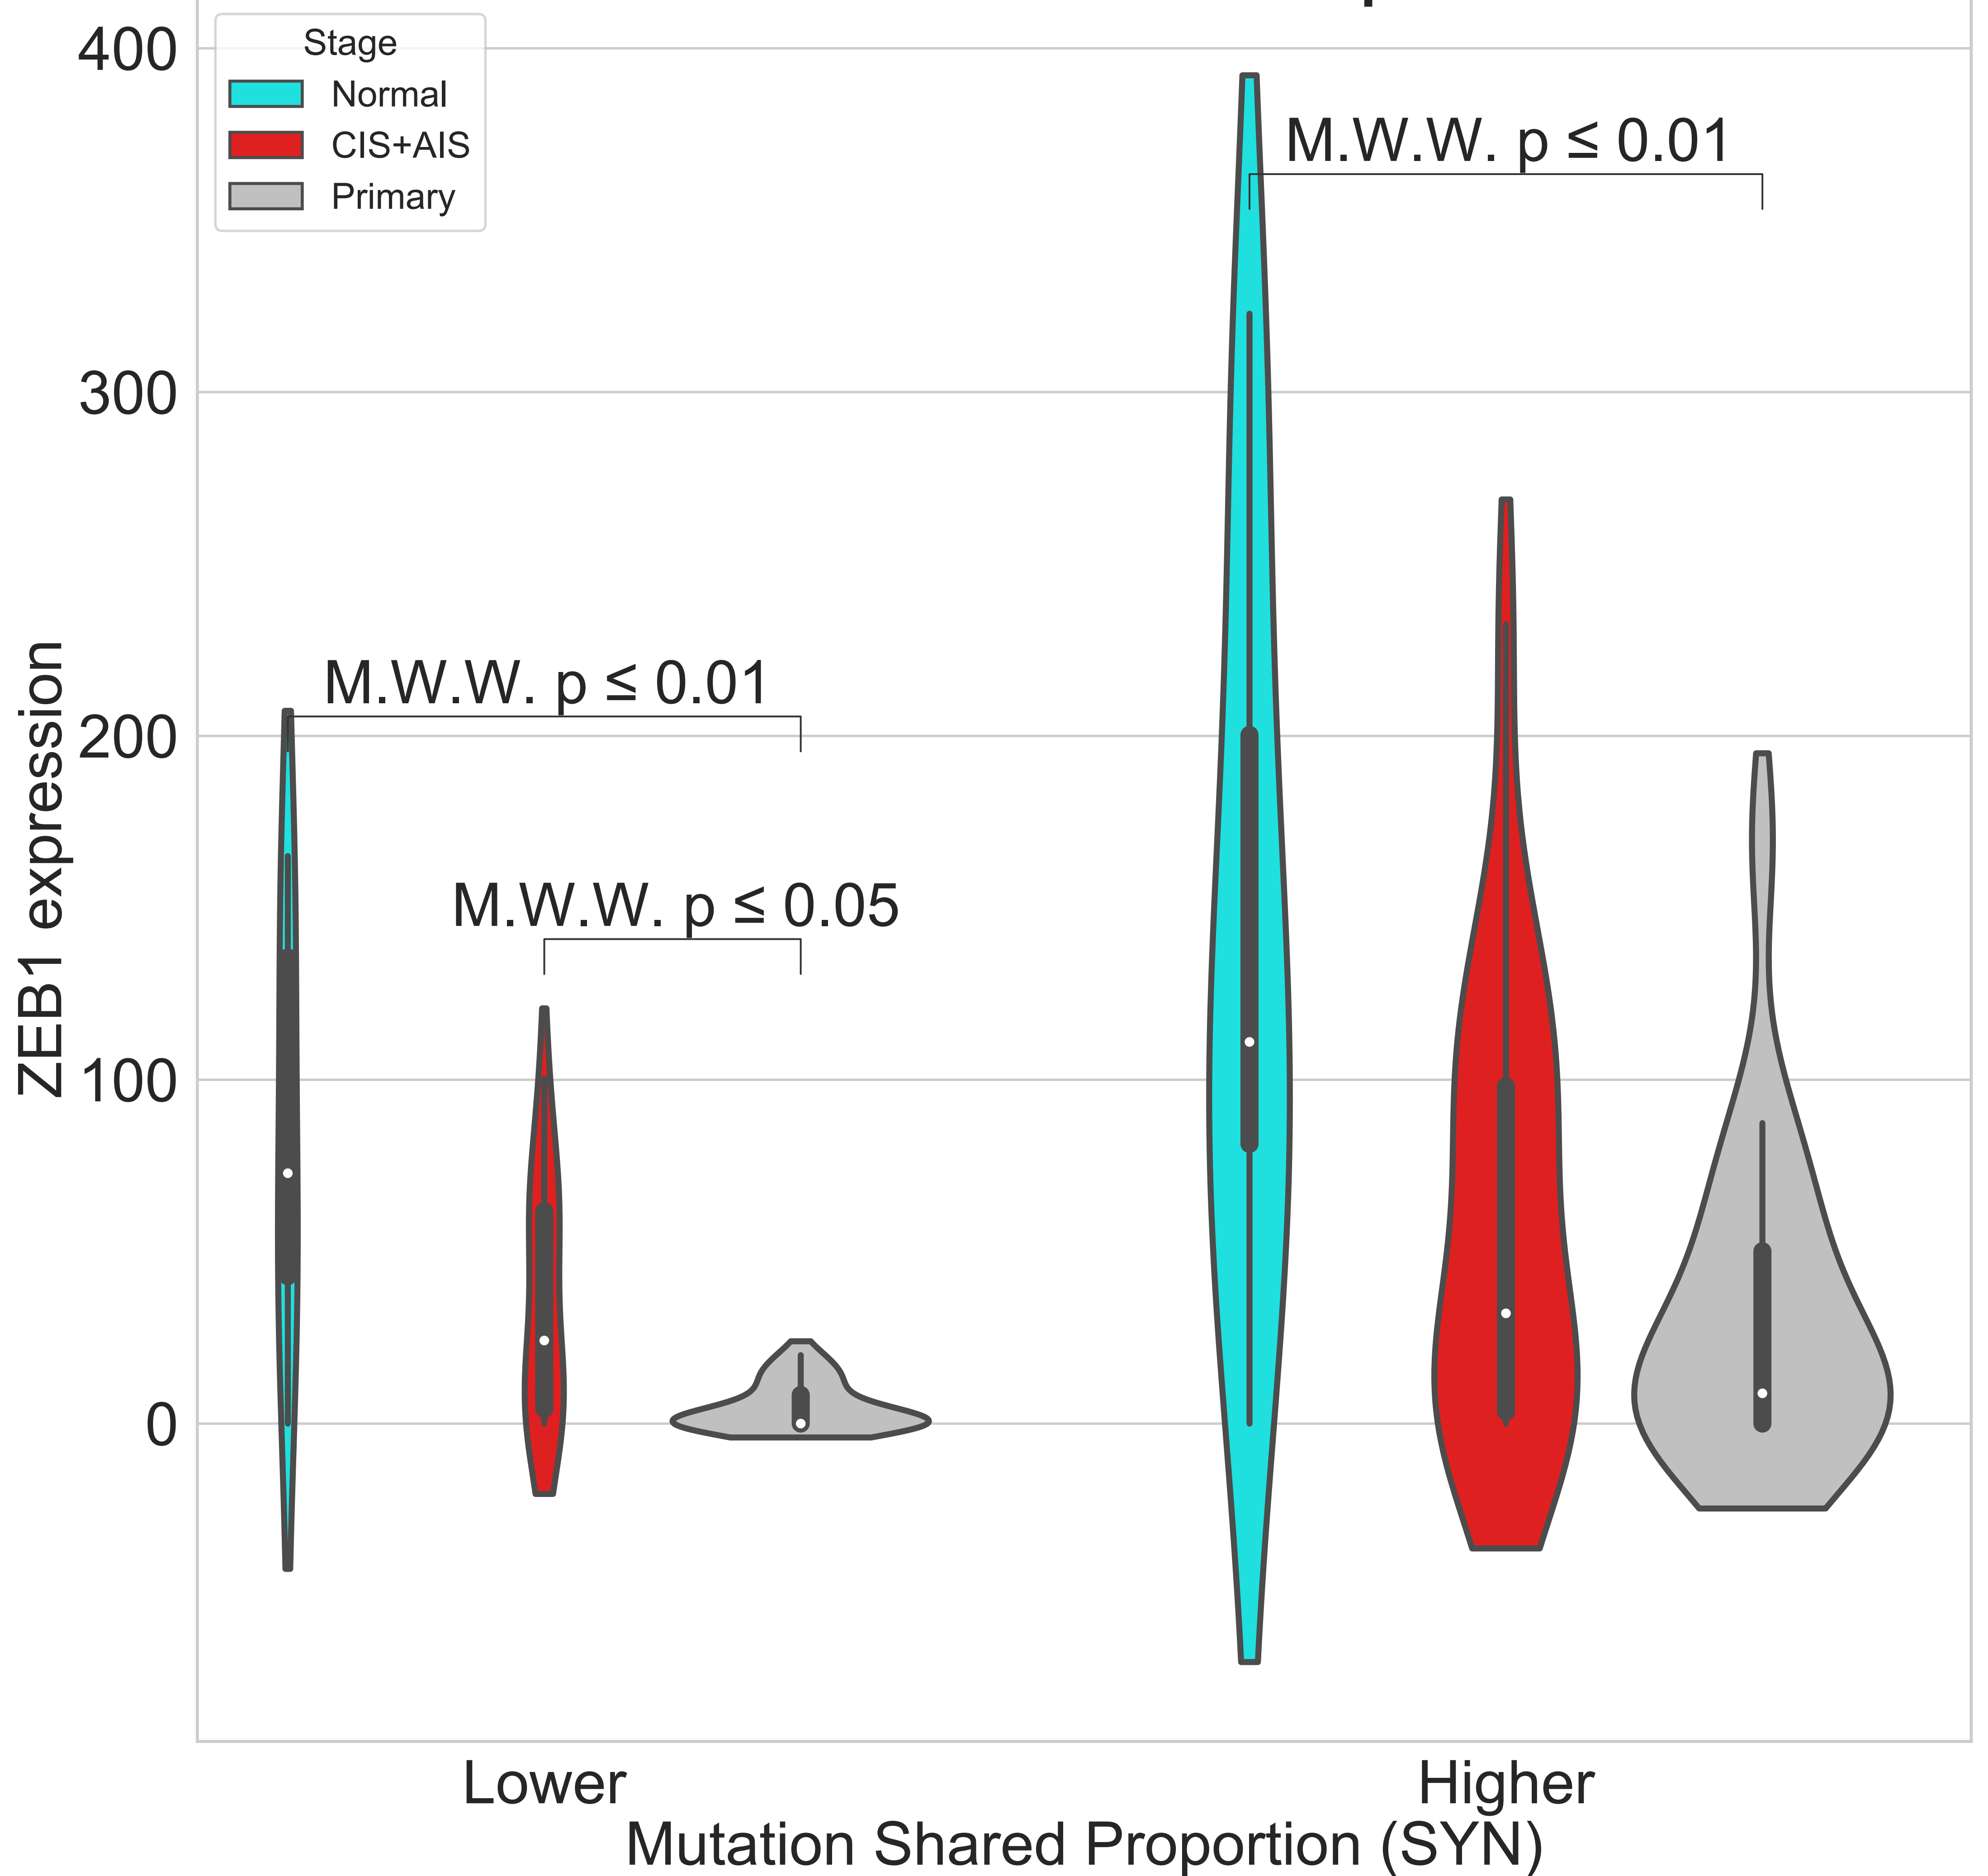 400
300
200
100
0
ZEB1 expression
Stage
Normal
CIS+AIS
Primary
M.W.W. p ≤ 0.01
M.W.W. p ≤ 0.01
M.W.W. p ≤ 0.05
Lower
Higher
Mutation Shared Proportion (SYN)